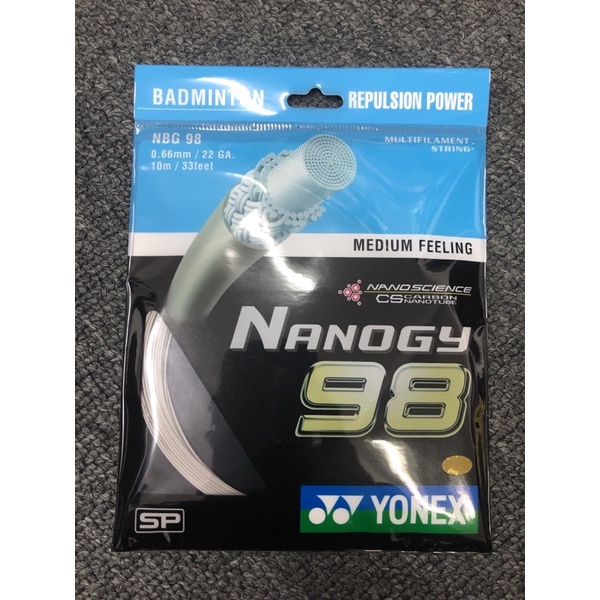 BADMINTON
REPULSION POWER
NBG 98
0.66mm / 22 GA.
10m / 33feet
MULTIFILAMENT
STRING
MEDIUM FEELING
NANOSCIENCE
CS CARBON
NANOTUBE
NANOGY
98
YONEX
SP